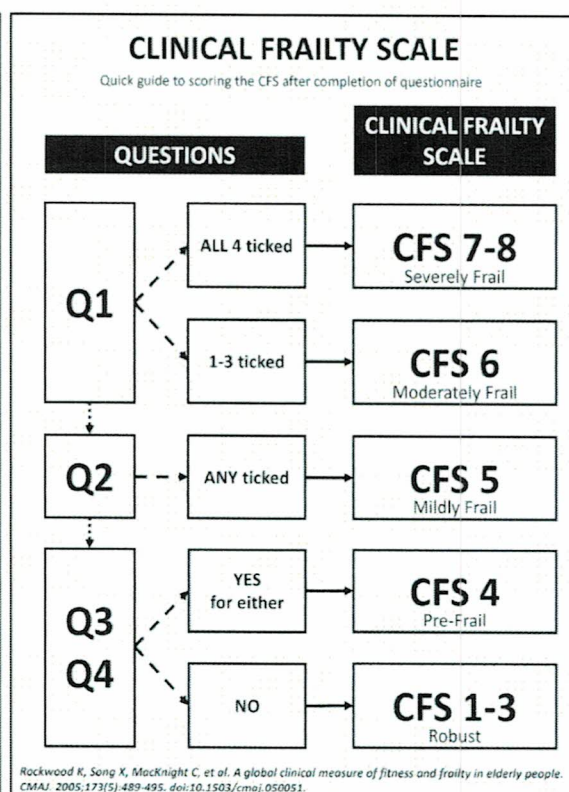 CLINICAL FRAILTY SCALE
Quick guide to scoring the CFS after completion of questionnaire
QUESTIONS
CLINICAL FRAILTY
SCALE
Q1
ALL 4 ticked
CFS 7-8
Severely Frail
1-3 ticked
CFS 6
Moderately Frail
Q2
ANY ticked
CFS 5
Mildly Frail
Q3
Q4
YES
for either
CFS 4
Pre-Frail
NO
CFS 1-3
Robust
Rockwood K, Song X, MacKnight C, et al. A global clinical measure of fitness and frailty in elderly people.
CMAJ. 2005;173(5):489-495. doi:10.1503/cmaj.050051.